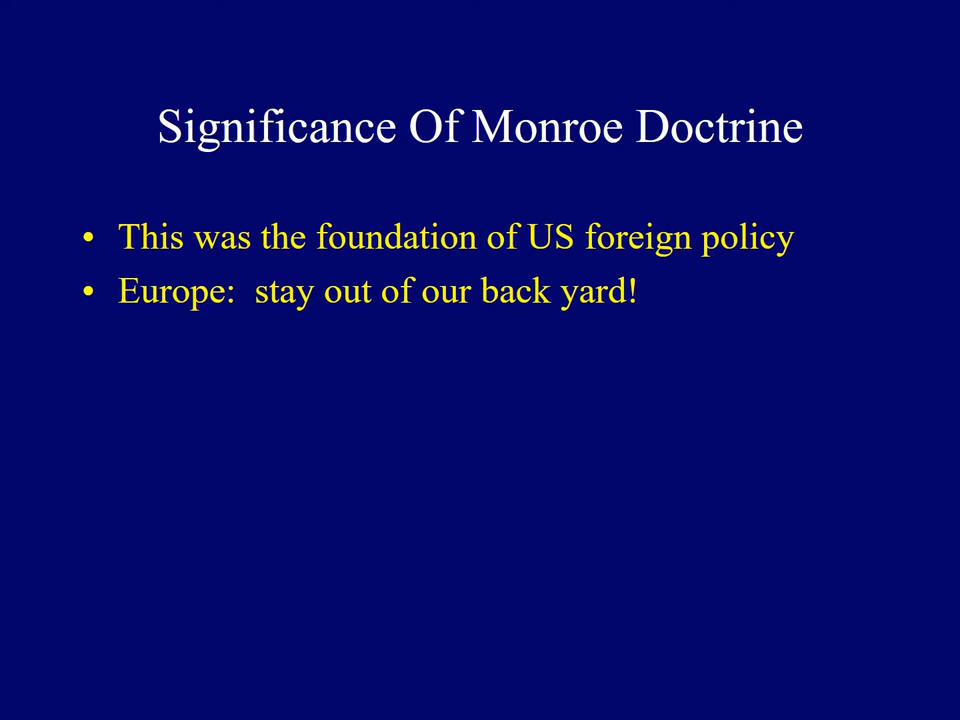 Significance Of Monroe Doctrine
• This was the foundation of US foreign policy
• Europe:  stay out of our back yard!